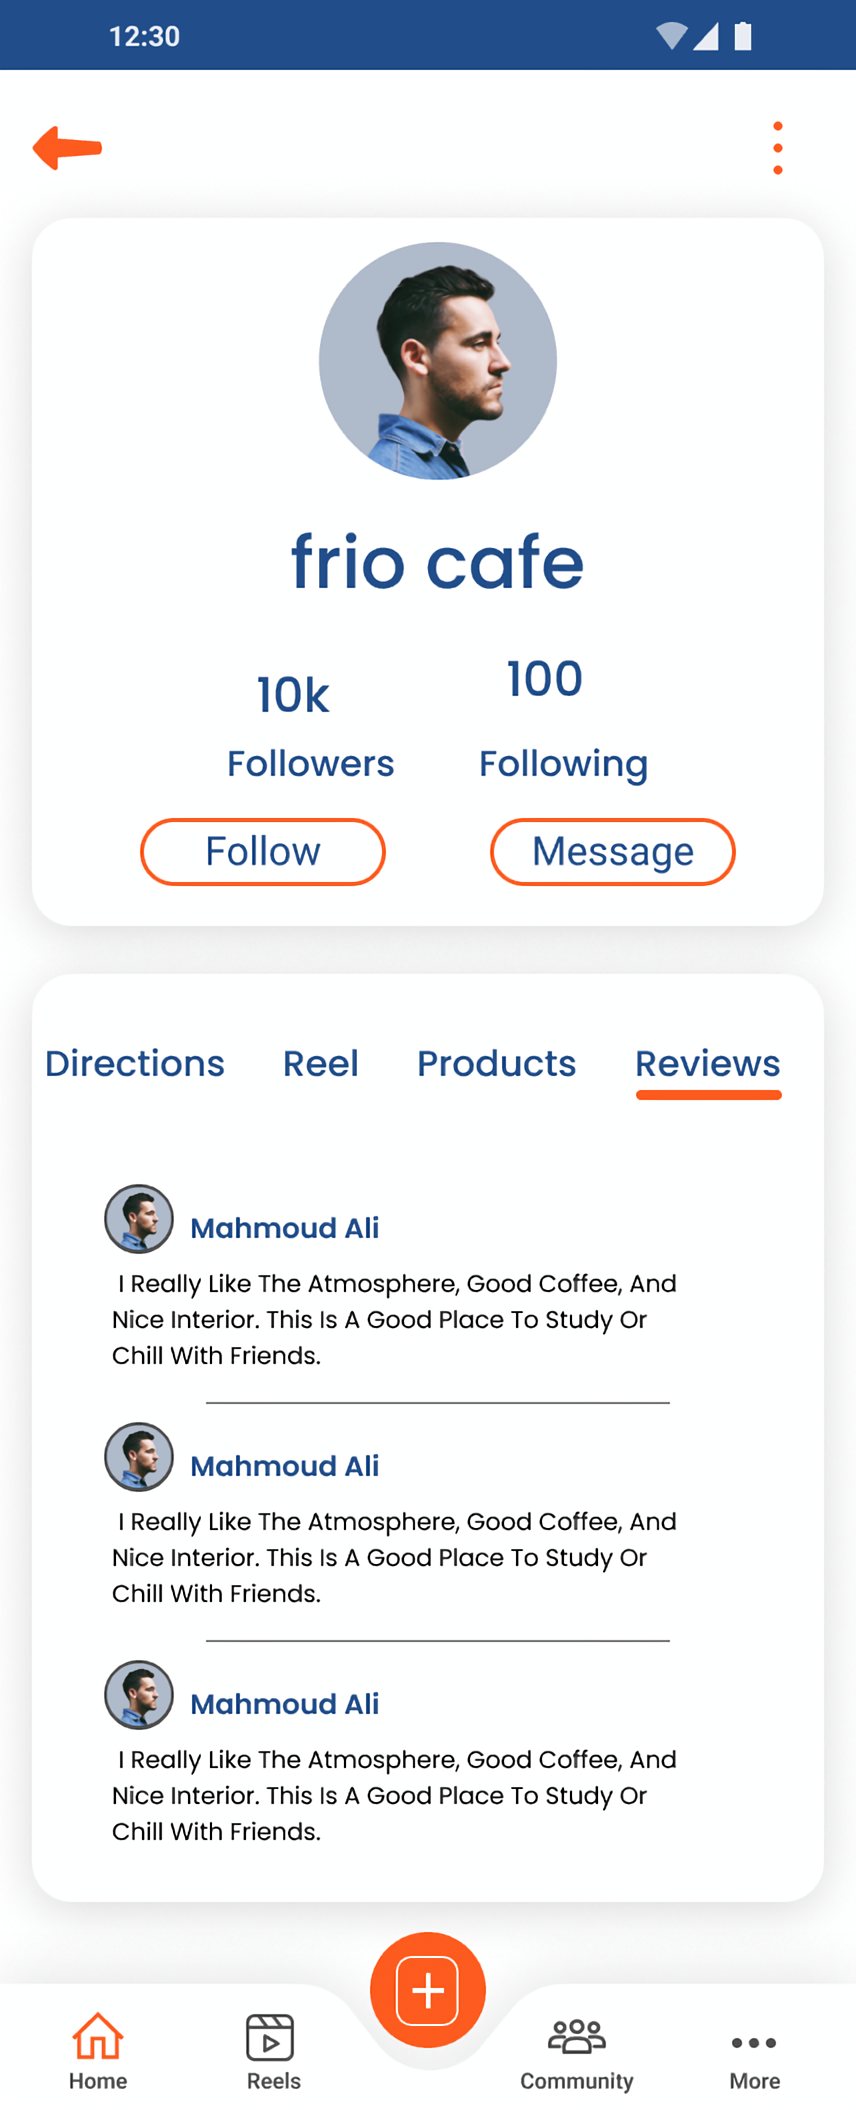 12:30
frio cafe
10k
100
Followers
Following
Follow
Message
Directions
Reel
Products
Reviews
Mahmoud Ali
I Really Like The Atmosphere, Good Coffee, And
Nice Interior. This Is A Good Place To Study Or
Chill With Friends.
Mahmoud Ali
I Really Like The Atmosphere, Good Coffee, And
Nice Interior. This Is A Good Place To Study Or
Chill With Friends.
Mahmoud Ali
I Really Like The Atmosphere, Good Coffee, And
Nice Interior. This Is A Good Place To Study Or
Chill With Friends.
Home
Reels
Community
More